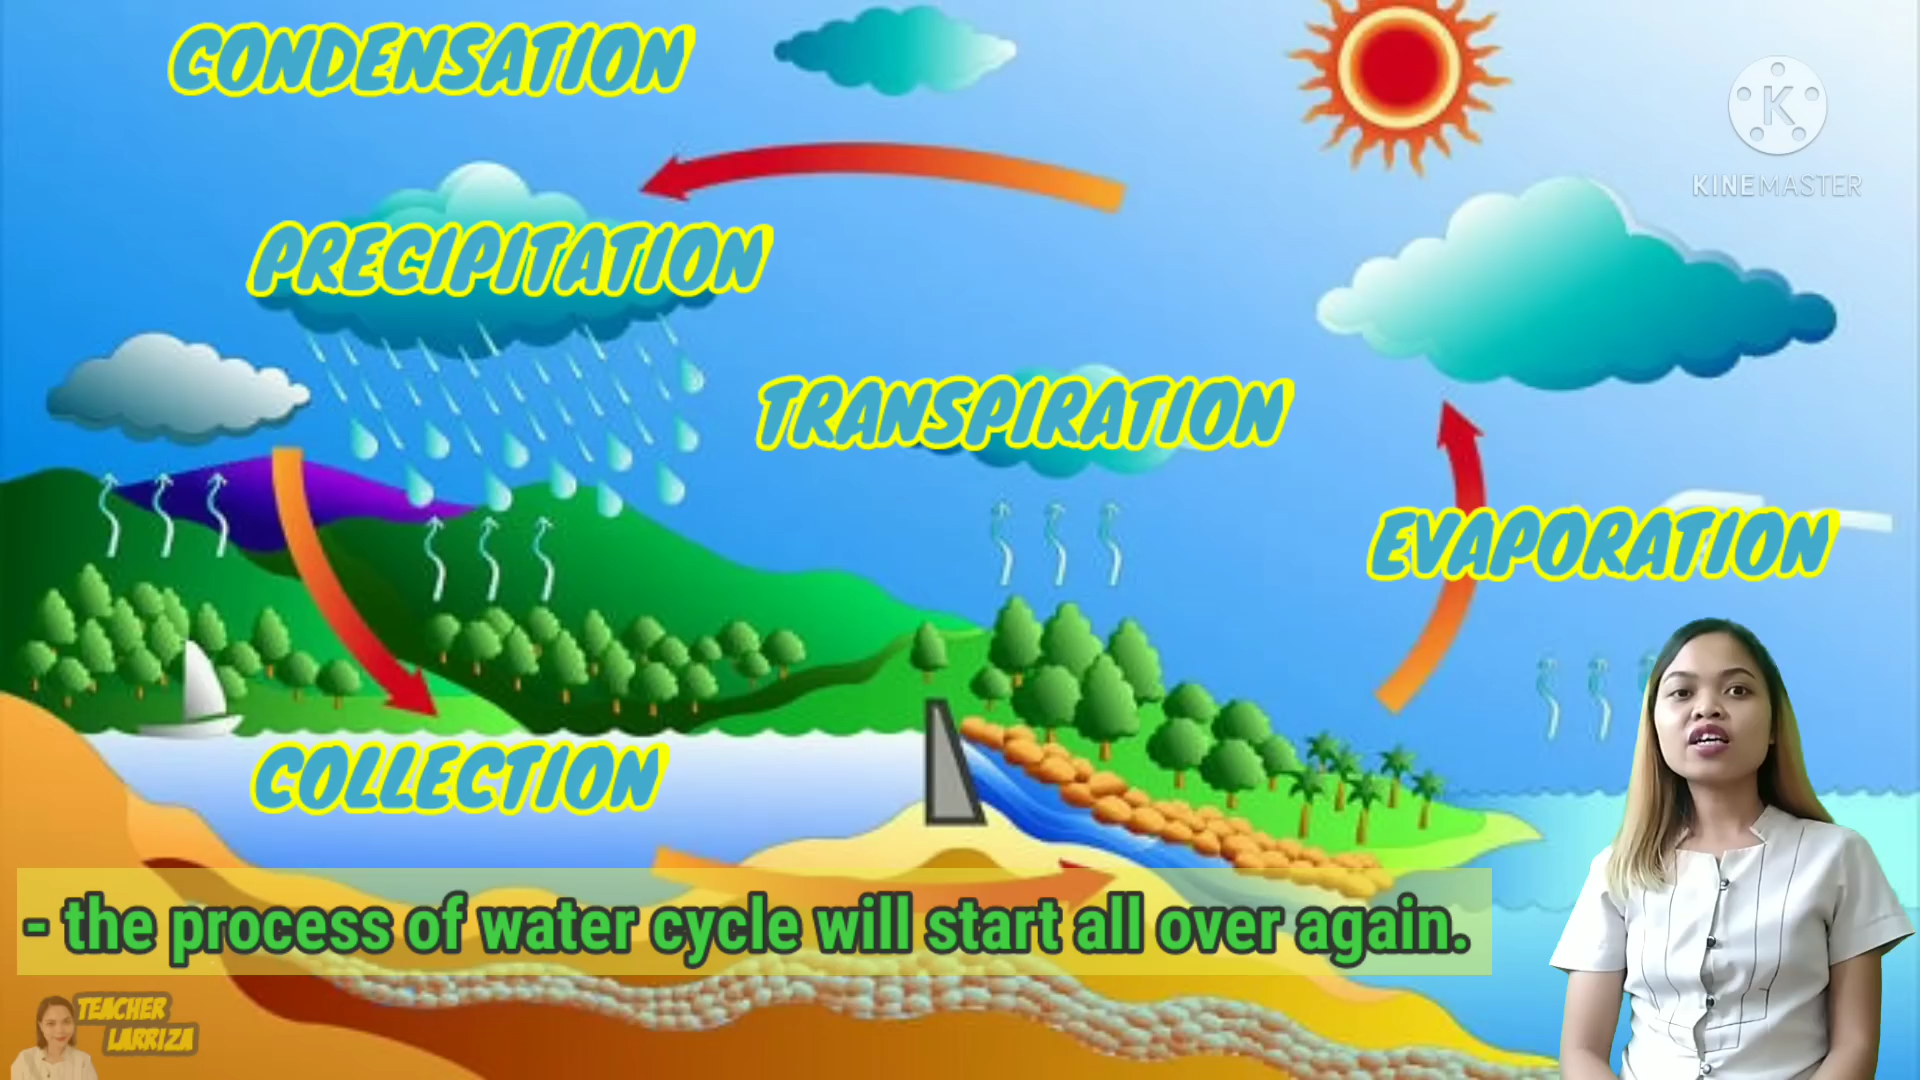 CONDENSATION
K
KINEMASTER
PRECIPITATION
TRANSPIRATION
EVAPORATION
COLLECTION
- the process of water cycle will start all over again.
TEACHER
LARRIZA